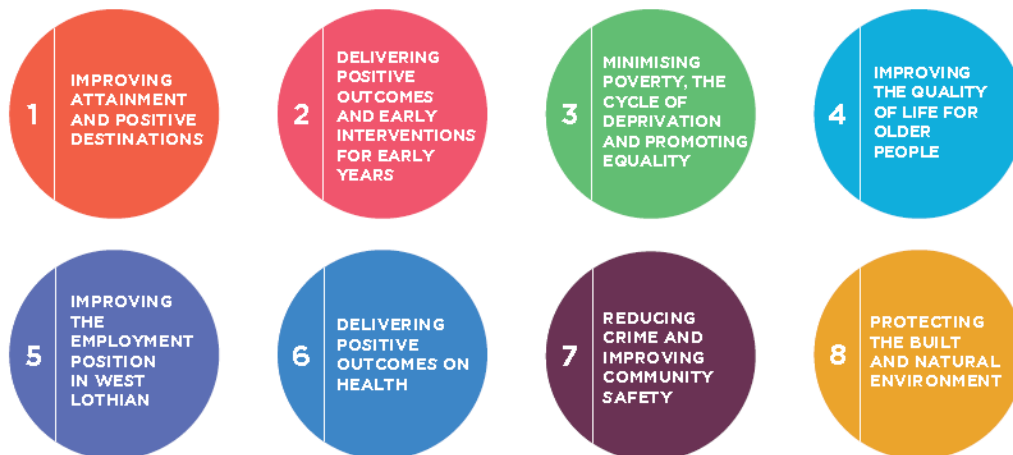 1
IMPROVING
ATTAINMENT
AND POSITIVE
DESTINATIONS
2
DELIVERING
POSITIVE
OUTCOMES
AND EARLY
INTERVENTIONS
FOR EARLY
YEARS
3
MINIMISING
POVERTY, THE
CYCLE OF
DEPRIVATION
AND PROMOTING
EQUALITY
4
IMPROVING
THE QUALITY
OF LIFE FOR
OLDER
PEOPLE
5
IMPROVING
THE
EMPLOYMENT
POSITION
IN WEST
LOTHIAN
6
DELIVERING
POSITIVE
OUTCOMES ON
HEALTH
7
REDUCING
CRIME AND
IMPROVING
COMMUNITY
SAFETY
8
PROTECTING
THE BUILT
AND NATURAL
ENVIRONMENT